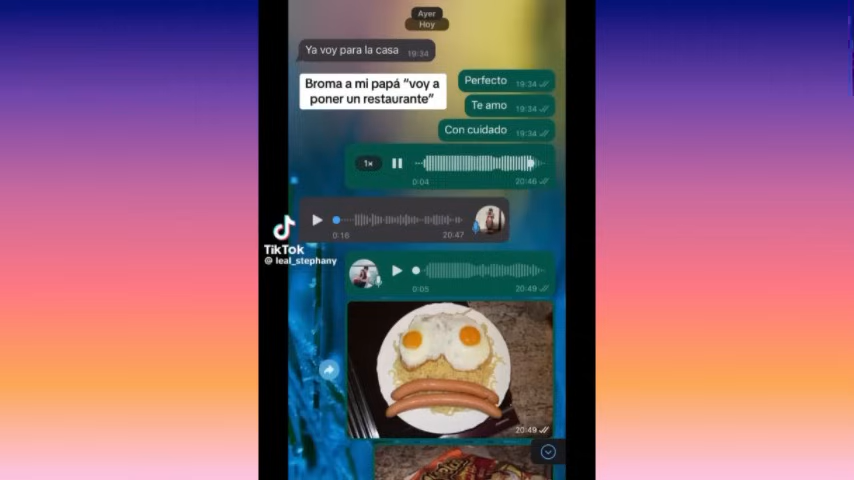 Ayer
Hoy
Ya voy para la casa 19:34
Broma a mi papá “voy a
poner un restaurante”
Perfecto 19:34
Te amo 19:34
Con cuidado 19:34
1×
0:04 20:46
0:16 20:47
TikTok
@ leal_stephany
0:05 20:49
20:49